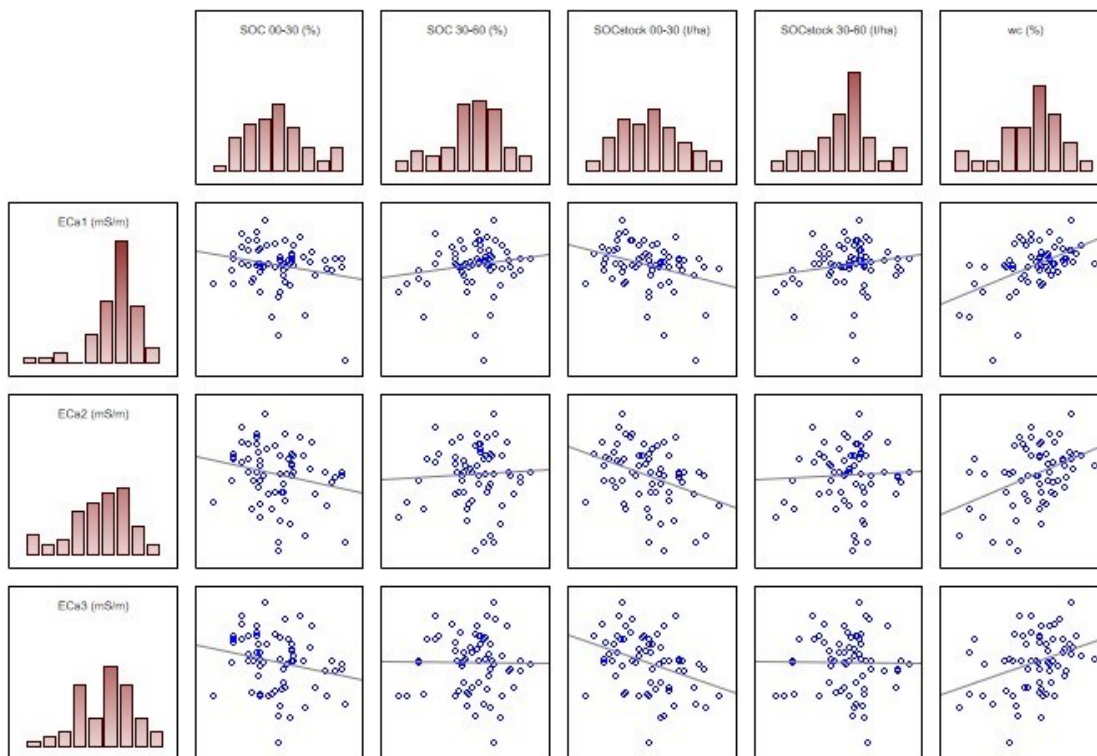 SOC 00-30 (%)
SOC 30-60 (%)
SOCstock 00-30 (t/ha)
SOCstock 30-60 (t/ha)
wc (%)
ECa1 (mS/m)
ECa2 (mS/m)
ECa3 (mS/m)